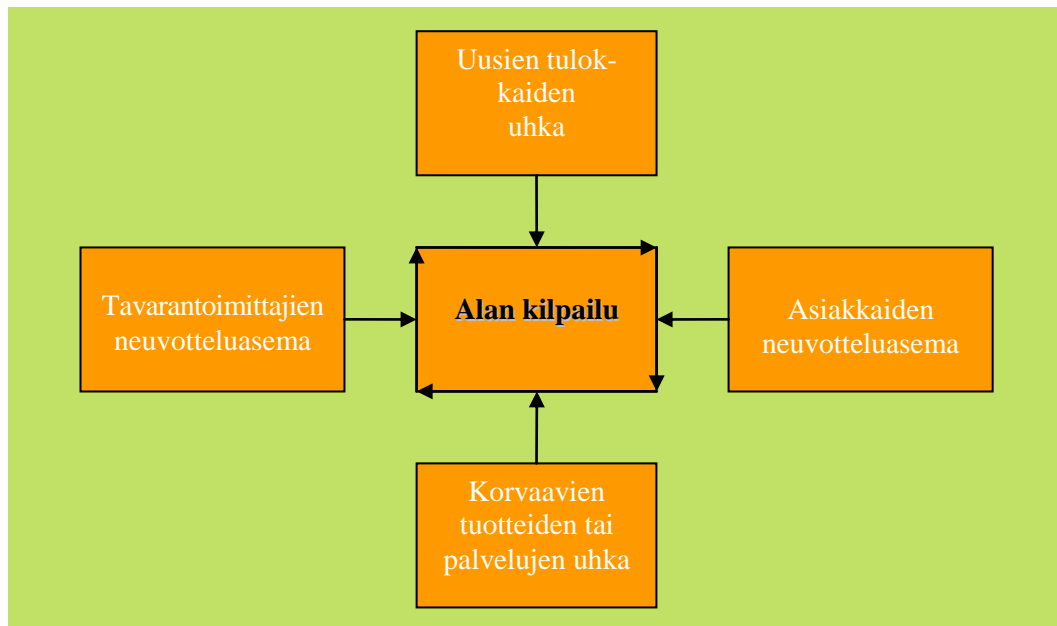 Uusien tulok-
kaiden
uhka
Tavarantoimittajien
neuvotteluasema
Alan kilpailu
Asiakkaiden
neuvotteluasema
Korvaavien
tuotteiden tai
palvelujen uhka